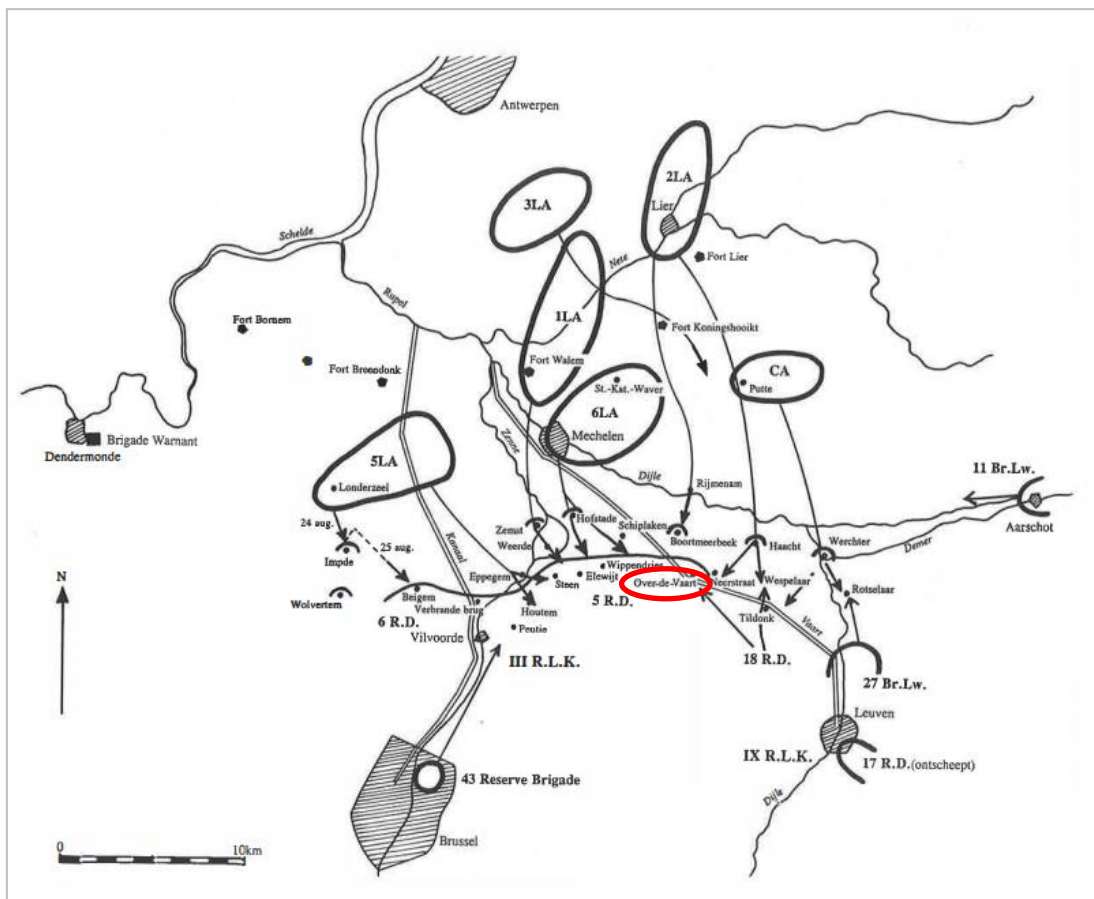 Antwerpen
2LA
3LA
Lier
Schelde
Nete
Fort Lier
Rupel
1LA
Fort Bornem
Fort Koningshooikt
Fort Breendonk
Fort Walem
CA
St.-Kat.-Waver
Putte
6LA
Mechelen
Brigade Warnant
Dendermonde
Zenne
5LA
Dijle
11 Br.Lw.
Londerzeel
Rijmenam
Aarschot
24 aug.
Hofstade
Zemst
Schiplaken
Boortmeerbeek
Haacht
Werchter
Demer
Weerde
Impde
25 aug.
Kanaal
Wippendries
Eppegem
Steen
Elewijt
Over-de-Vaart
Neerstraat
Wespelaar
Rotselaar
Wolvertem
Beigem
Verbrande brug
Houtem
5 R.D.
Tildonk
Vaart
6 R.D.
Vilvoorde
Peutie
N
III R.L.K.
18 R.D.
27 Br.Lw.
Leuven
IX R.L.K.
17 R.D. (ontscheept)
43 Reserve Brigade
Dijle
Brussel
0
10km